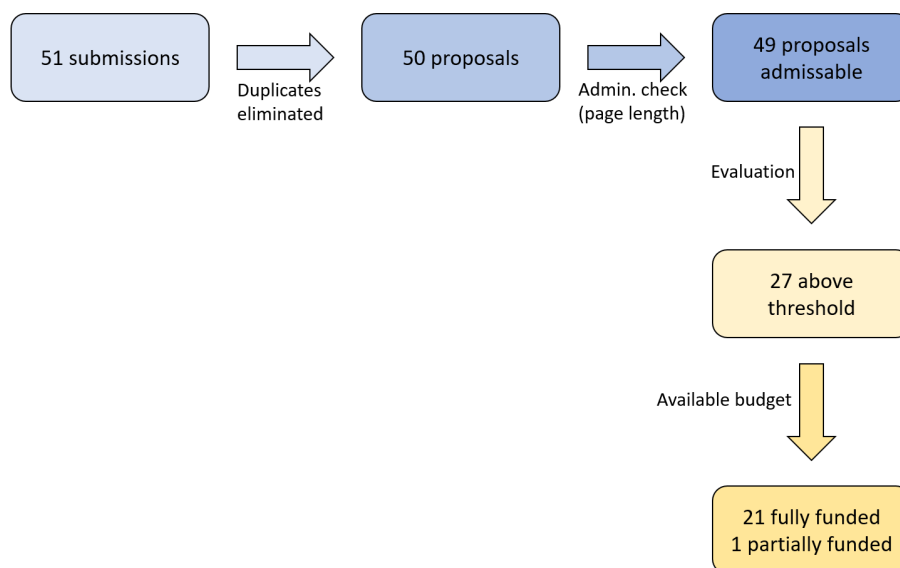 51 submissions
Duplicates
eliminated
50 proposals
Admin. check
(page length)
49 proposals
admissable
Evaluation
27 above
threshold
Available budget
21 fully funded
1 partially funded